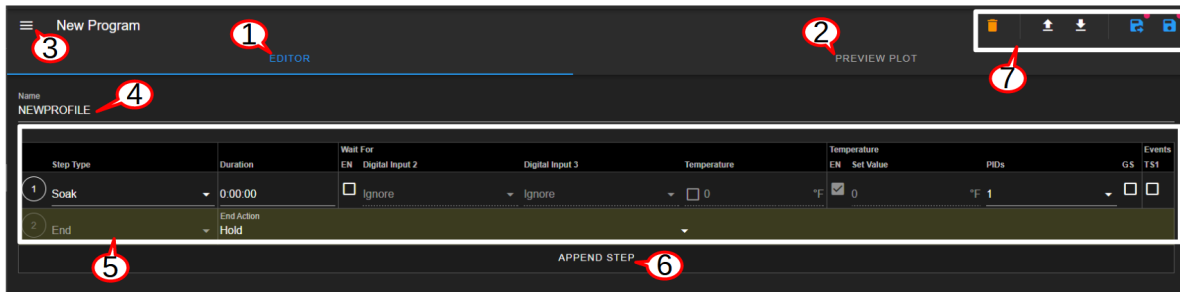 New Program
1
2
3
7
EDITOR
PREVIEW PLOT
Name
NEWPROFILE
4
Wait For
Temperature
Events
Step Type
Duration
EN
Digital Input 2
Digital Input 3
Temperature
EN
Set Value
PIDs
GS
TS1
1
Soak
0:00:00
Ignore
Ignore
0
°F
0
°F
1
2
End
End Action
Hold
5
APPEND STEP
6